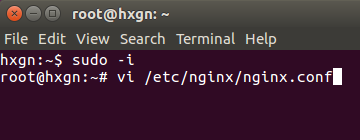 root@hxgn: ~
File Edit View Search Terminal Help
hxgn:~$ sudo -i
root@hxgn:~# vi /etc/nginx/nginx.conf